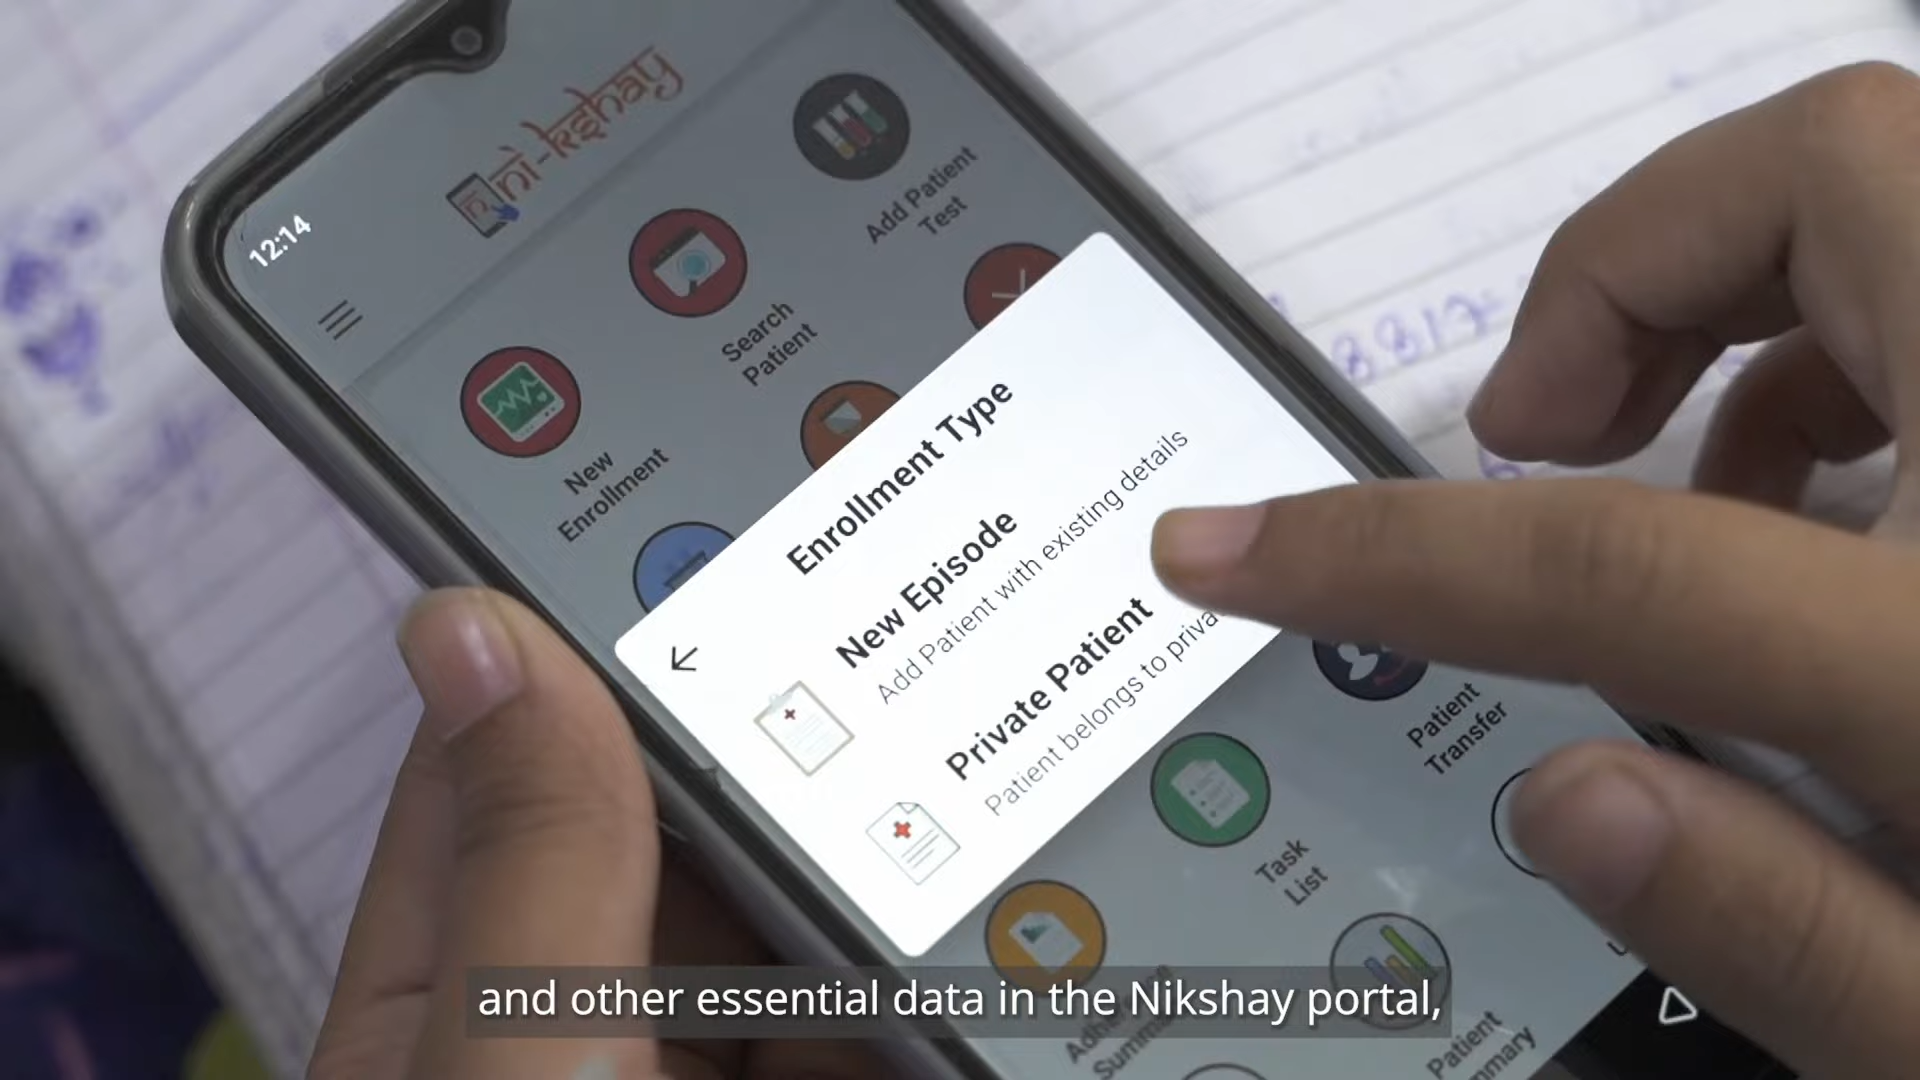 12:14
ni-kshay
Add Patient
Test
Search
Patient
New
Enrollment
Enrollment Type
New Episode
Add Patient with existing details
Private Patient
Patient belongs to
Patient
Transfer
Task
List
Patient
8817
and other essential data in the Nikshay portal,